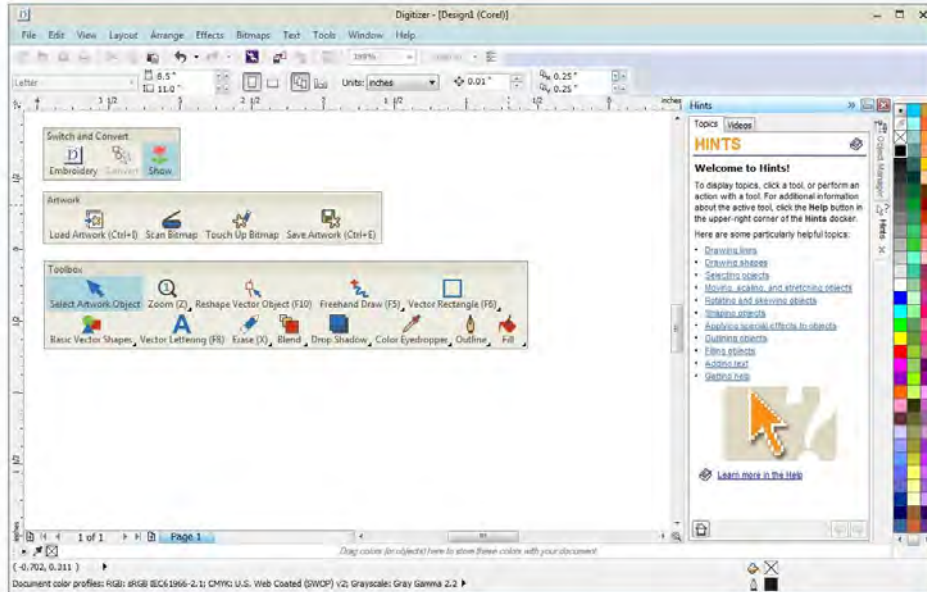 Digitizer - [Design1 (Corel)]
File Edit View Layout Arrange Effects Bitmaps Text Tools Window Help
Letter 8.5" 11.0" Units: inches 0.01" 0.25" 0.25"
inches
Hints
Switch and Convert
Embroidery Convert Show
Artwork
Load Artwork (Ctrl+I) Scan Bitmap Touch Up Bitmap Save Artwork (Ctrl+E)
Toolbox
Select Artwork Object Zoom (Z) Reshape Vector Object (F10) Freehand Draw (F5) Vector Rectangle (F6)
Basic Vector Shapes Vector Lettering (F8) Erase (X) Blend Drop Shadow Color Eyedropper Outline Fill
Topics Videos
HINTS
Welcome to Hints!
To display topics, click a tool, or perform an
action with a tool. For additional information
about the active tool, click the Help button in
the upper-right corner of the Hints docker.
Here are some particularly helpful topics:
• Drawing lines
• Drawing shapes
• Selecting objects
• Moving, scaling, and stretching objects
• Rotating and skewing objects
• Shaping objects
• Applying special effects to objects
• Outlining objects
• Filling objects
• Adding text
• Getting help
Learn more in the Help
Object Manager
Hints
inches
1 of 1 Page 1
Drag colors (or objects) here to store these colors with your document
( -0.702, 0.311 )
Document color profiles: RGB: sRGB IEC61966-2.1; CMYK: U.S. Web Coated (SWOP) v2; Grayscale: Gray Gamma 2.2